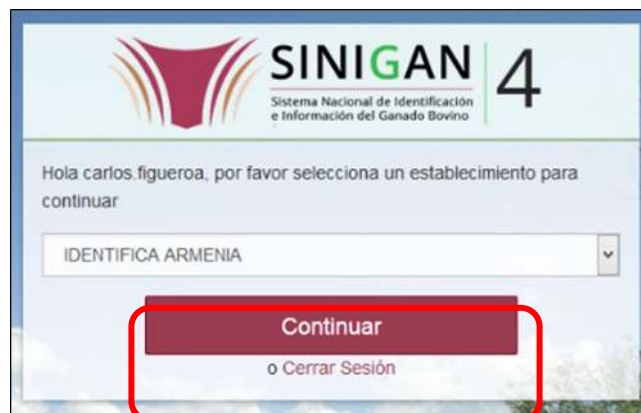 SINIGAN 4
Sistema Nacional de Identificación
e Información del Ganado Bovino
Hola carlos.figueroa, por favor selecciona un establecimiento para
continuar
IDENTIFICA ARMENIA
Continuar
o Cerrar Sesión